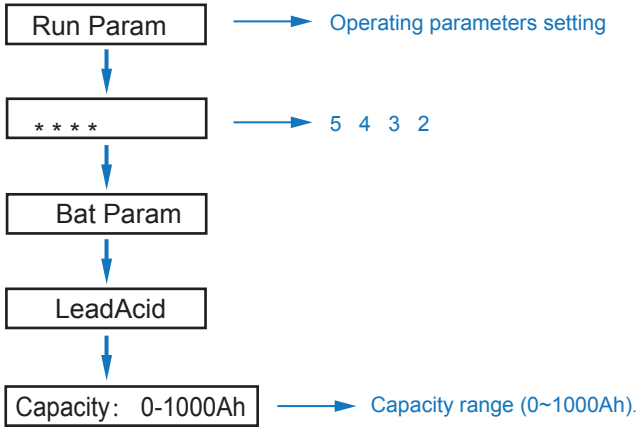 Run Param
Operating parameters setting
* * * *
5 4 3 2
Bat Param
LeadAcid
Capacity: 0-1000Ah
Capacity range (0~1000Ah).